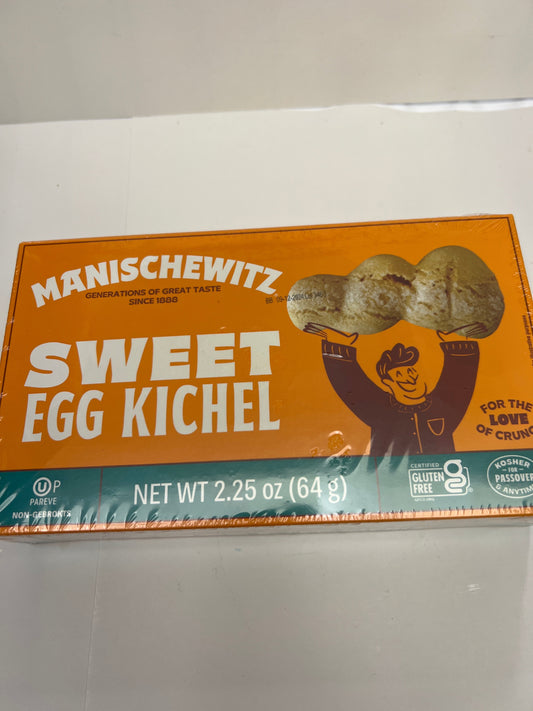 MANISCHEWITZ
GENERATIONS OF GREAT TASTE
SINCE 1888
SWEET
EGG KICHEL
FOR THE
LOVE
OF CRUNC
U P
PAREVE
NON-GEBROKTS
NET WT 2.25 oz (64 g)
CERTIFIED
GLUTEN
FREE
KOSHER
FOR
PASSOVER
& ANYTIME